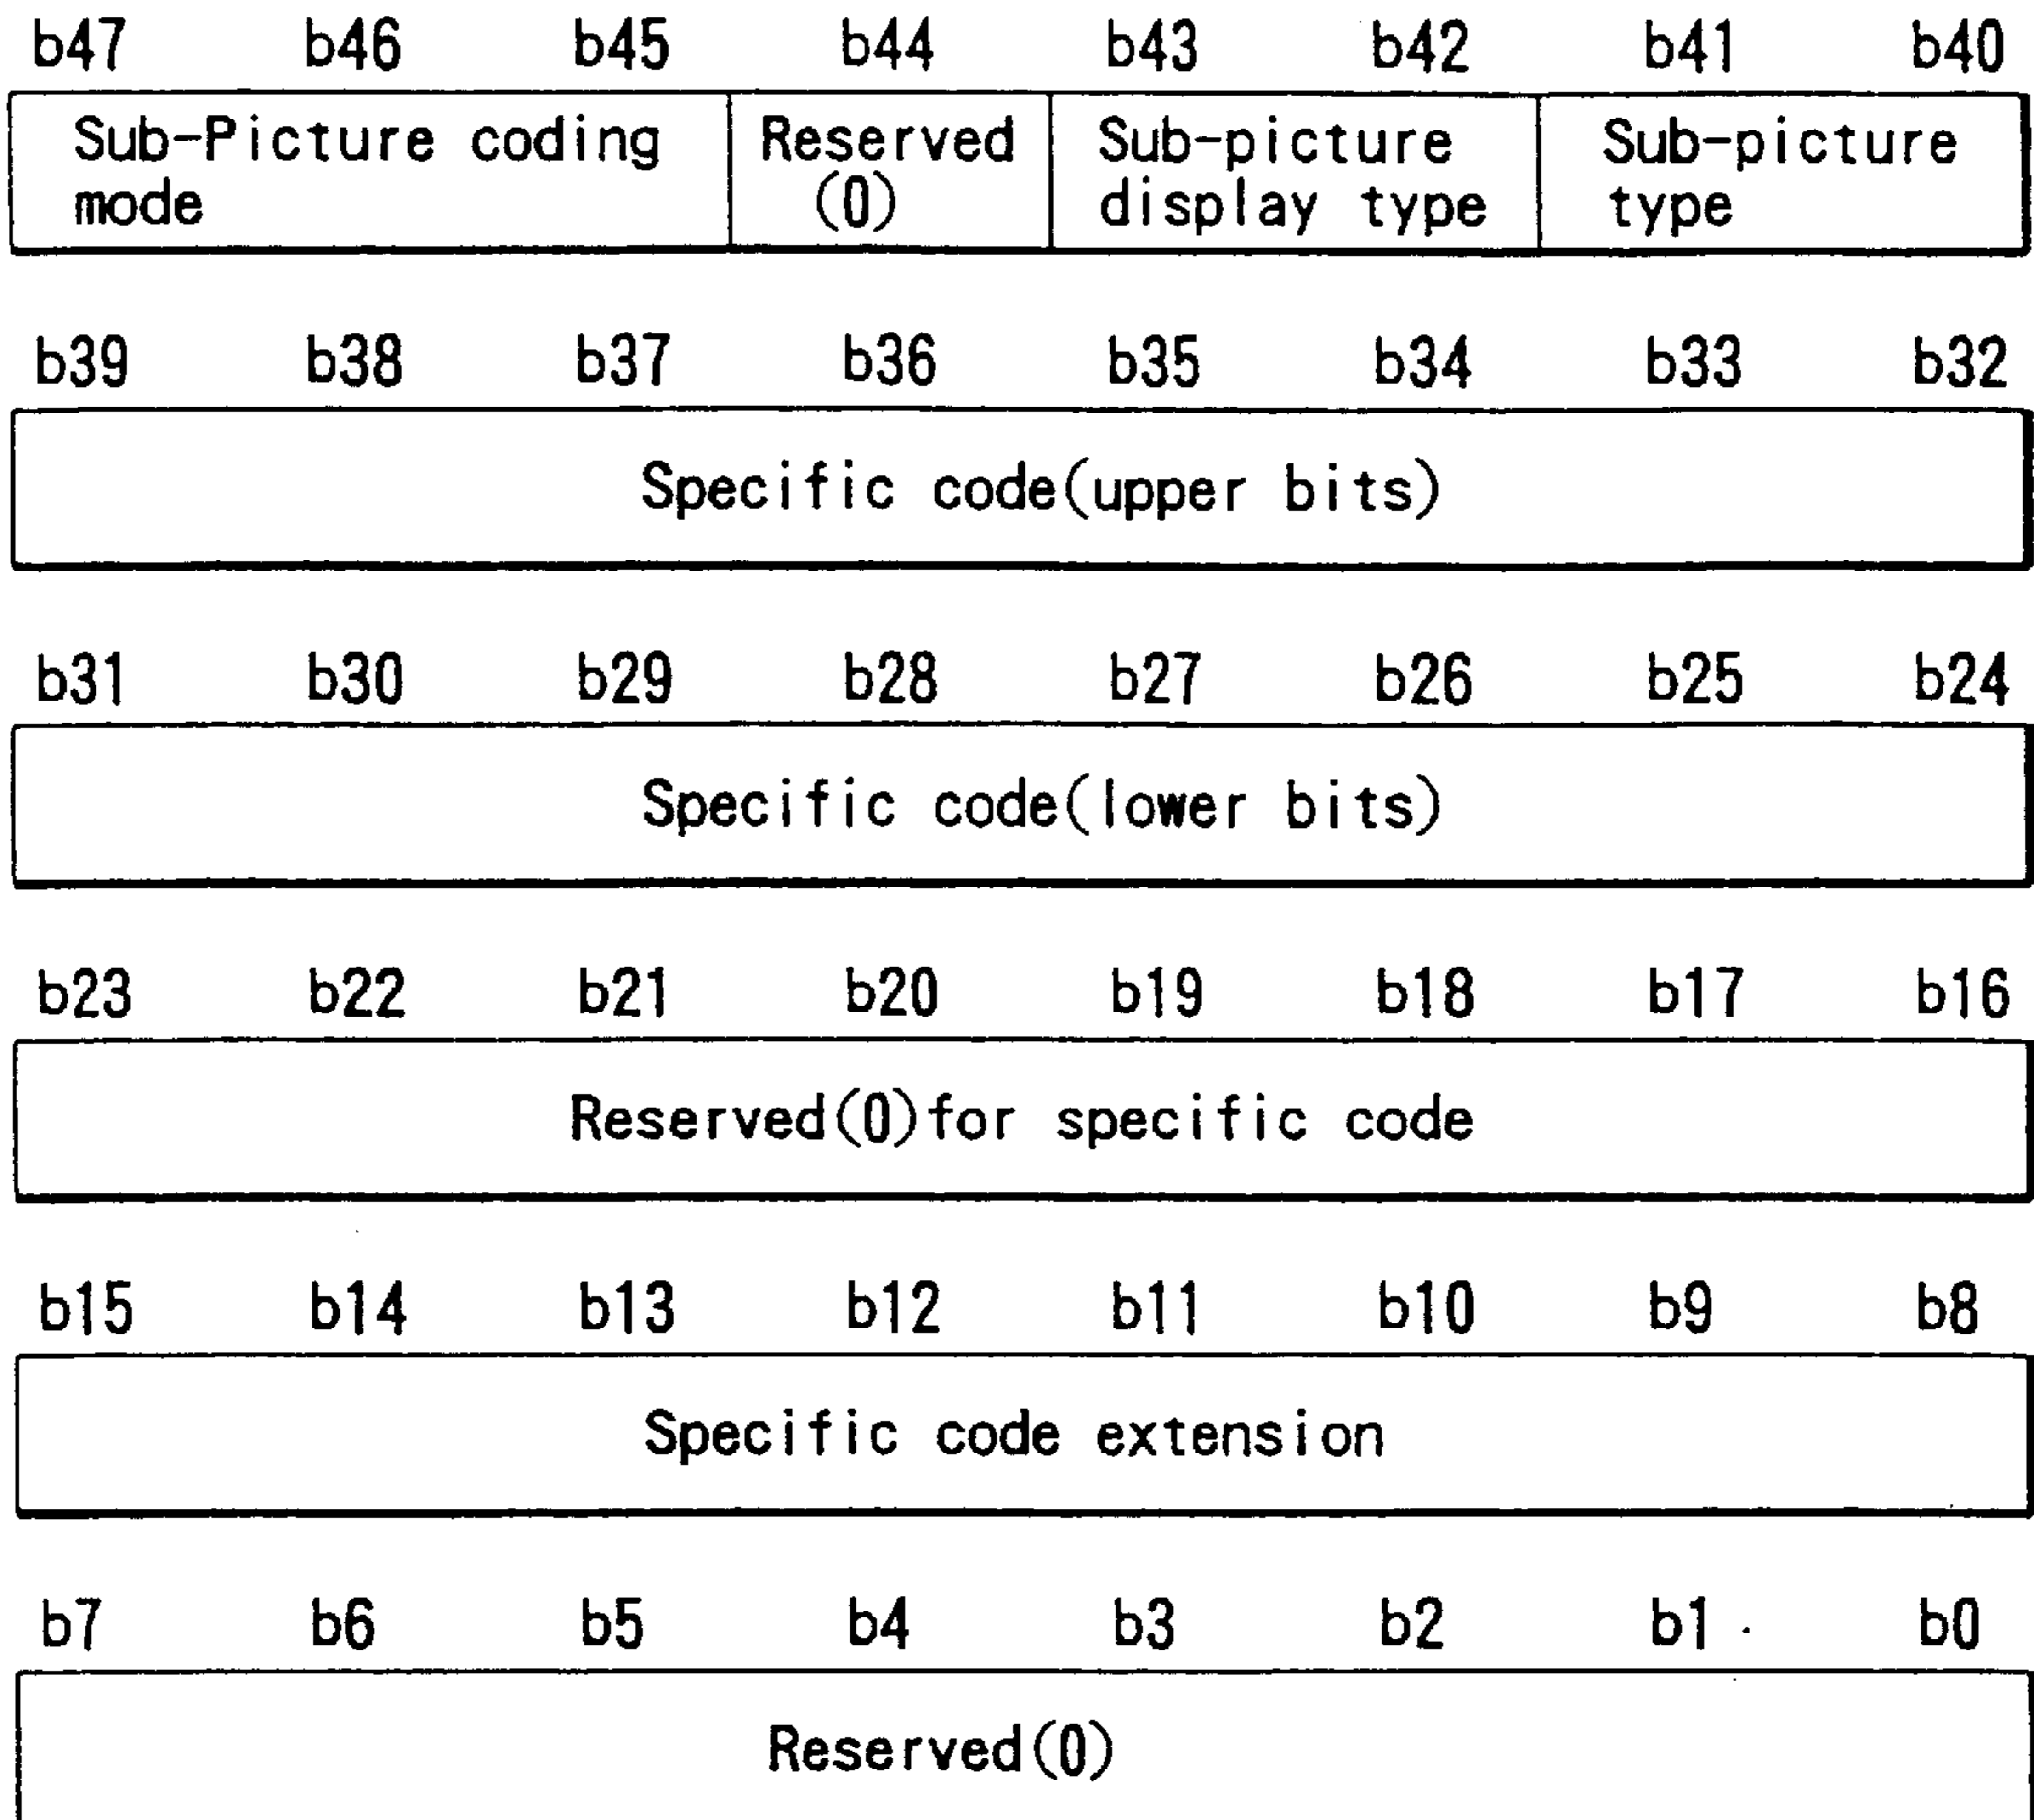 b47 b46 b45 b44 b43 b42 b41 b40
Sub-Picture coding Reserved Sub-picture Sub-picture
mode (0) display type type
b39 b38 b37 b36 b35 b34 b33 b32
Specific code(upper bits)
b31 b30 b29 b28 b27 b26 b25 b24
Specific code(lower bits)
b23 b22 b21 b20 b19 b18 b17 b16
Reserved(0)for specific code
b15 b14 b13 b12 b11 b10 b9 b8
Specific code extension
b7 b6 b5 b4 b3 b2 b1 b0
Reserved(0)